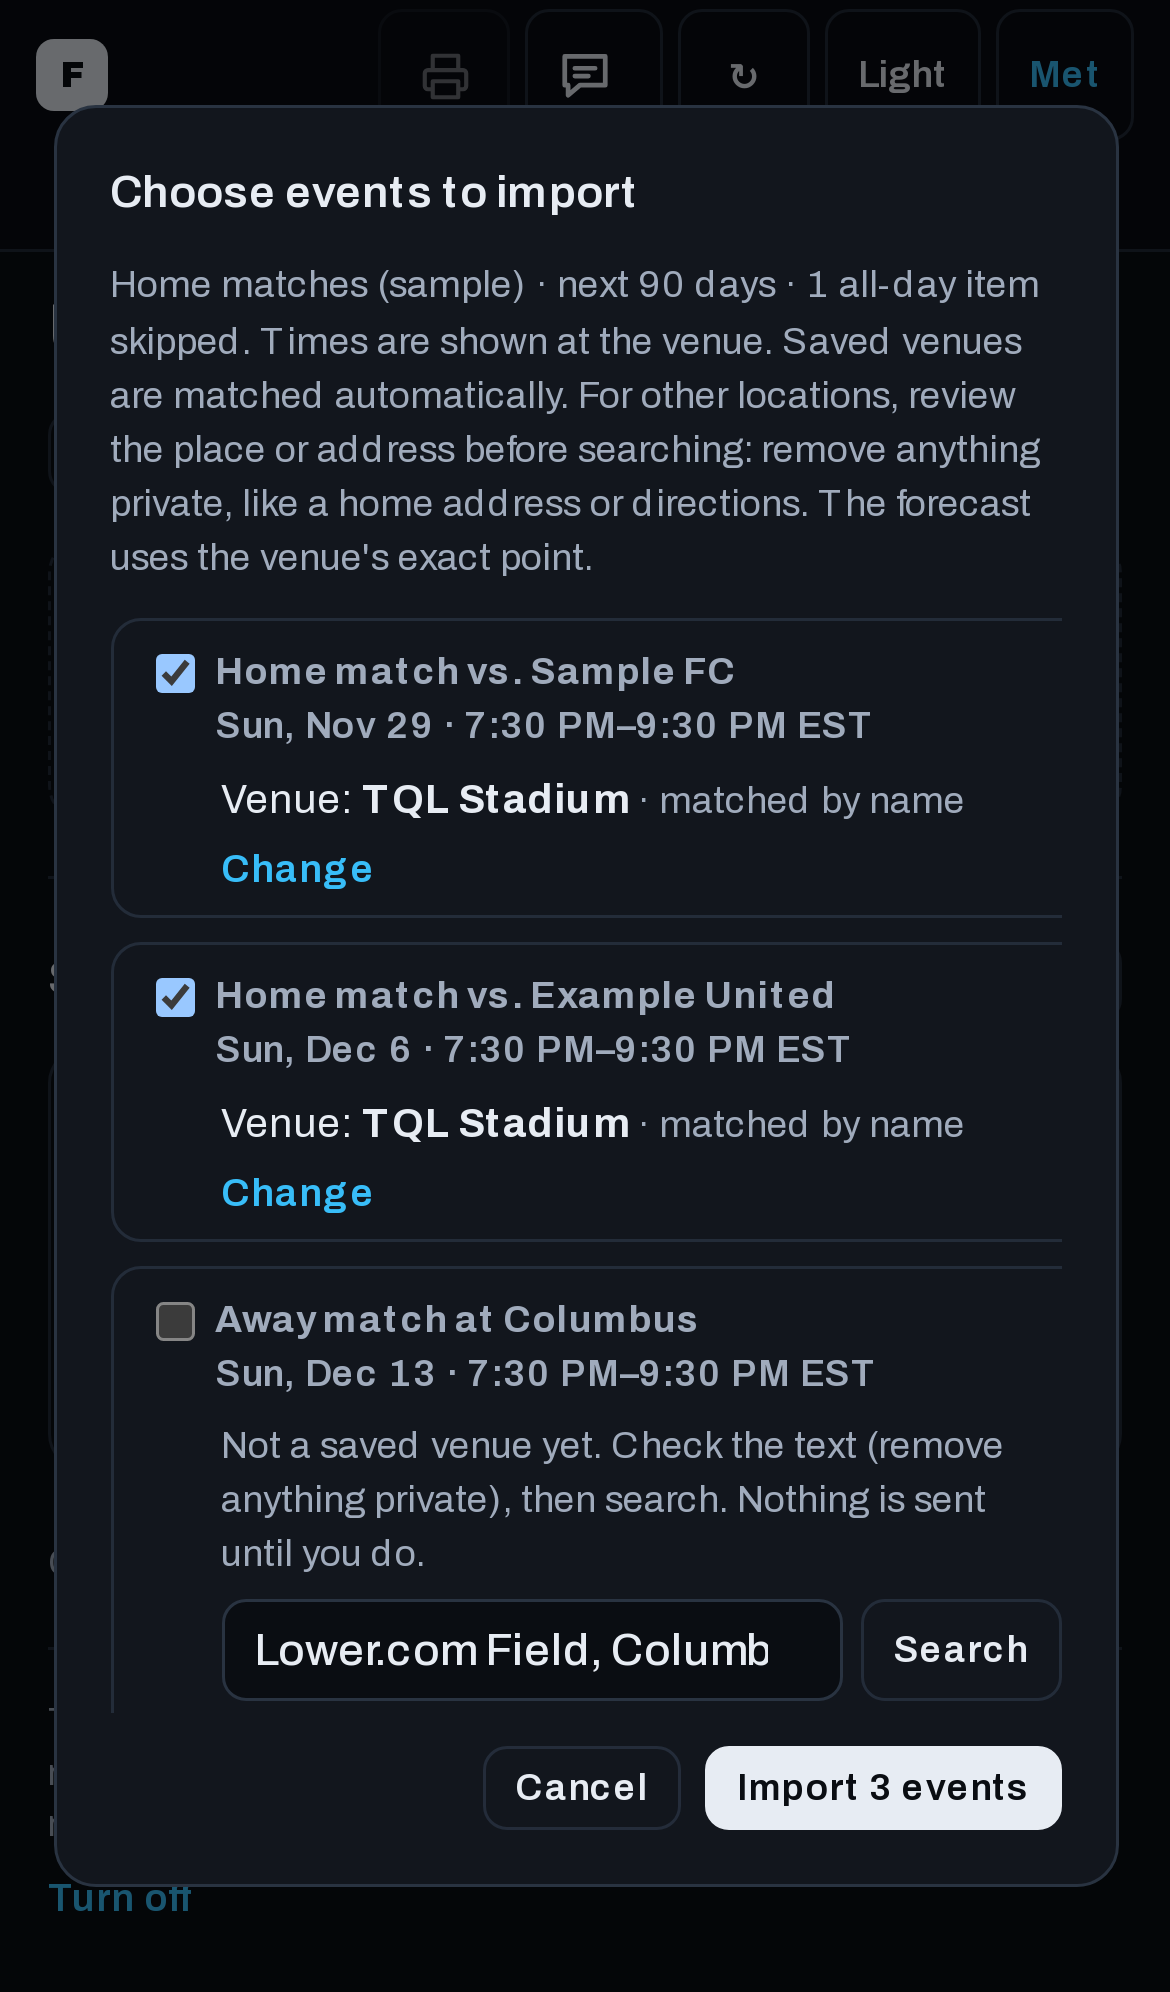 F
↻
Light
Met
Choose events to import
Home matches (sample) · next 90 days · 1 all-day item
skipped. Times are shown at the venue. Saved venues
are matched automatically. For other locations, review
the place or address before searching: remove anything
private, like a home address or directions. The forecast
uses the venue's exact point.
Home match vs. Sample FC
Sun, Nov 29 · 7:30 PM–9:30 PM EST
Venue: TQL Stadium · matched by name
Change
Home match vs. Example United
Sun, Dec 6 · 7:30 PM–9:30 PM EST
Venue: TQL Stadium · matched by name
Change
Away match at Columbus
Sun, Dec 13 · 7:30 PM–9:30 PM EST
Not a saved venue yet. Check the text (remove
anything private), then search. Nothing is sent
until you do.
Lower.com Field, Columb
Search
Cancel
Import 3 events
Turn off